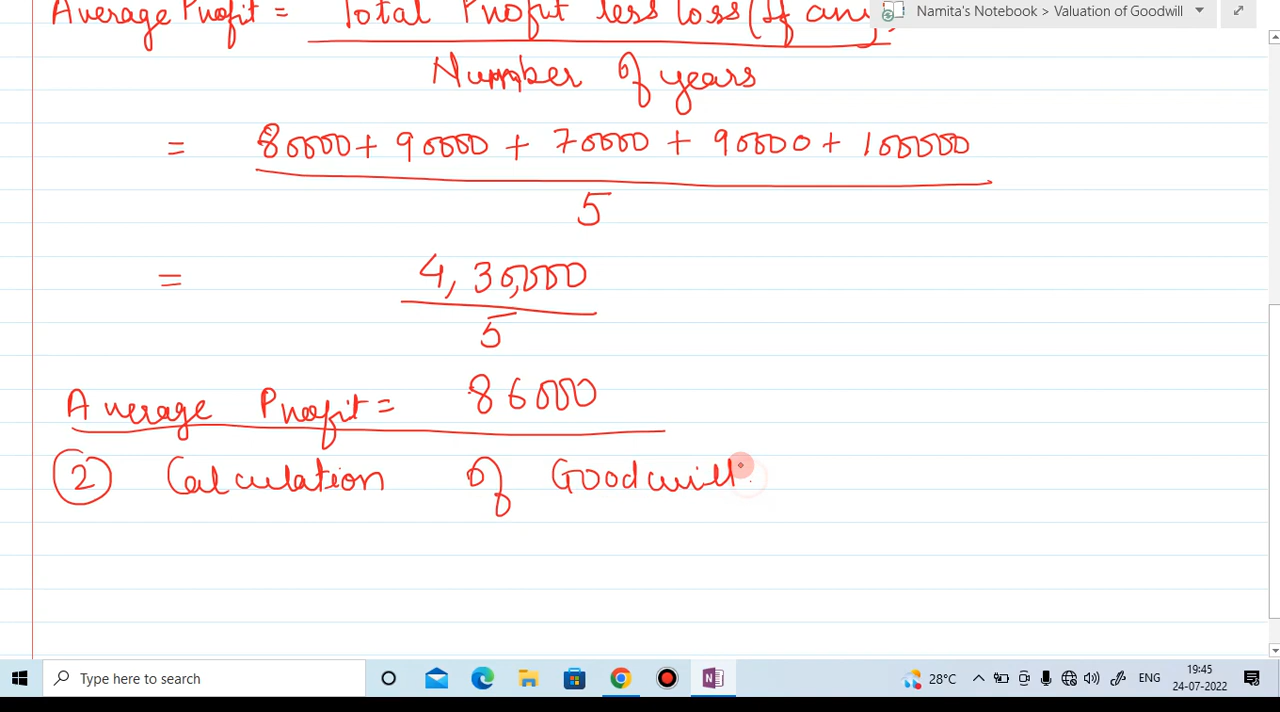 Namita's Notebook > Valuation of Goodwill
Average Profit = Total Profit less loss (If any)
Number of years
= 80000 + 90000 + 70000 + 90000 + 100000
5
= 4,30,000
5
Average Profit = 86000
2 Calculation of Goodwill:
Type here to search
28°C
ENG
19:45
24-07-2022